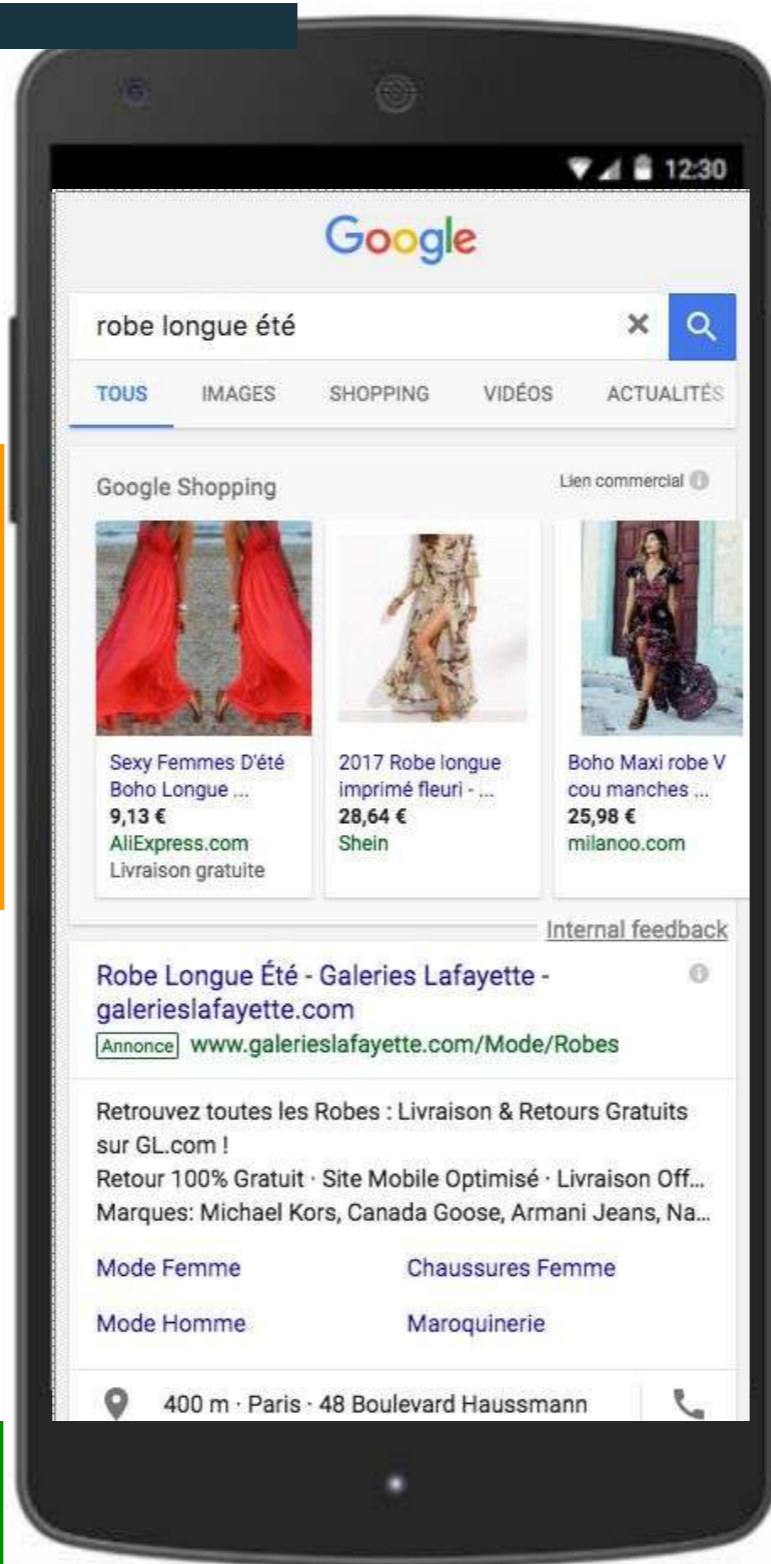 12:30
Google
robe longue été
TOUS IMAGES SHOPPING VIDÉOS ACTUALITÉS
Google Shopping
Lien commercial
Sexy Femmes D'été
Boho Longue ...
9,13 €
AliExpress.com
Livraison gratuite
2017 Robe longue
imprimé fleuri - ...
28,64 €
Shein
Boho Maxi robe V
cou manches ...
25,98 €
milanoo.com
Internal feedback
Robe Longue Été - Galeries Lafayette -
galerieslafayette.com
Annonce www.galerieslafayette.com/Mode/Robes
Retrouvez toutes les Robes : Livraison & Retours Gratuits
sur GL.com !
Retour 100% Gratuit · Site Mobile Optimisé · Livraison Off...
Marques: Michael Kors, Canada Goose, Armani Jeans, Na...
Mode Femme Chaussures Femme
Mode Homme Maroquinerie
400 m · Paris · 48 Boulevard Haussmann